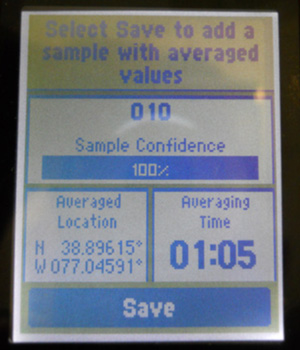 Select Save to add a
sample with averaged
values
010
Sample Confidence
100%
Averaged
Location
N 38.89615°
W 077.04591°
Averaging
Time
01:05
Save